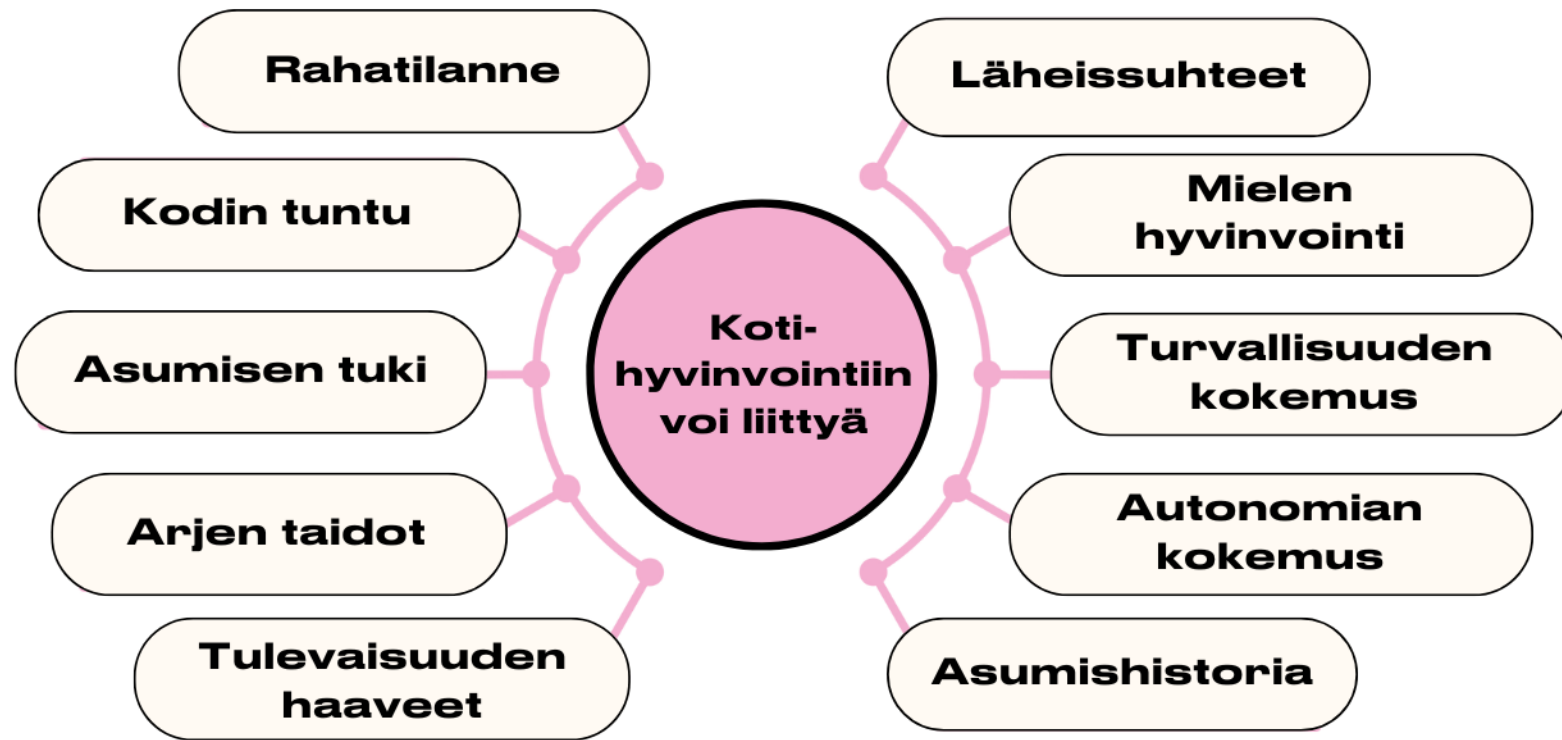 Rahatilanne
Kodin tuntu
Asumisen tuki
Arjen taidot
Tulevaisuuden
haaveet
Koti-
hyvinvointiin
voi liittyä
Läheissuhteet
Mielen
hyvinvointi
Turvallisuuden
kokemus
Autonomian
kokemus
Asumishistoria